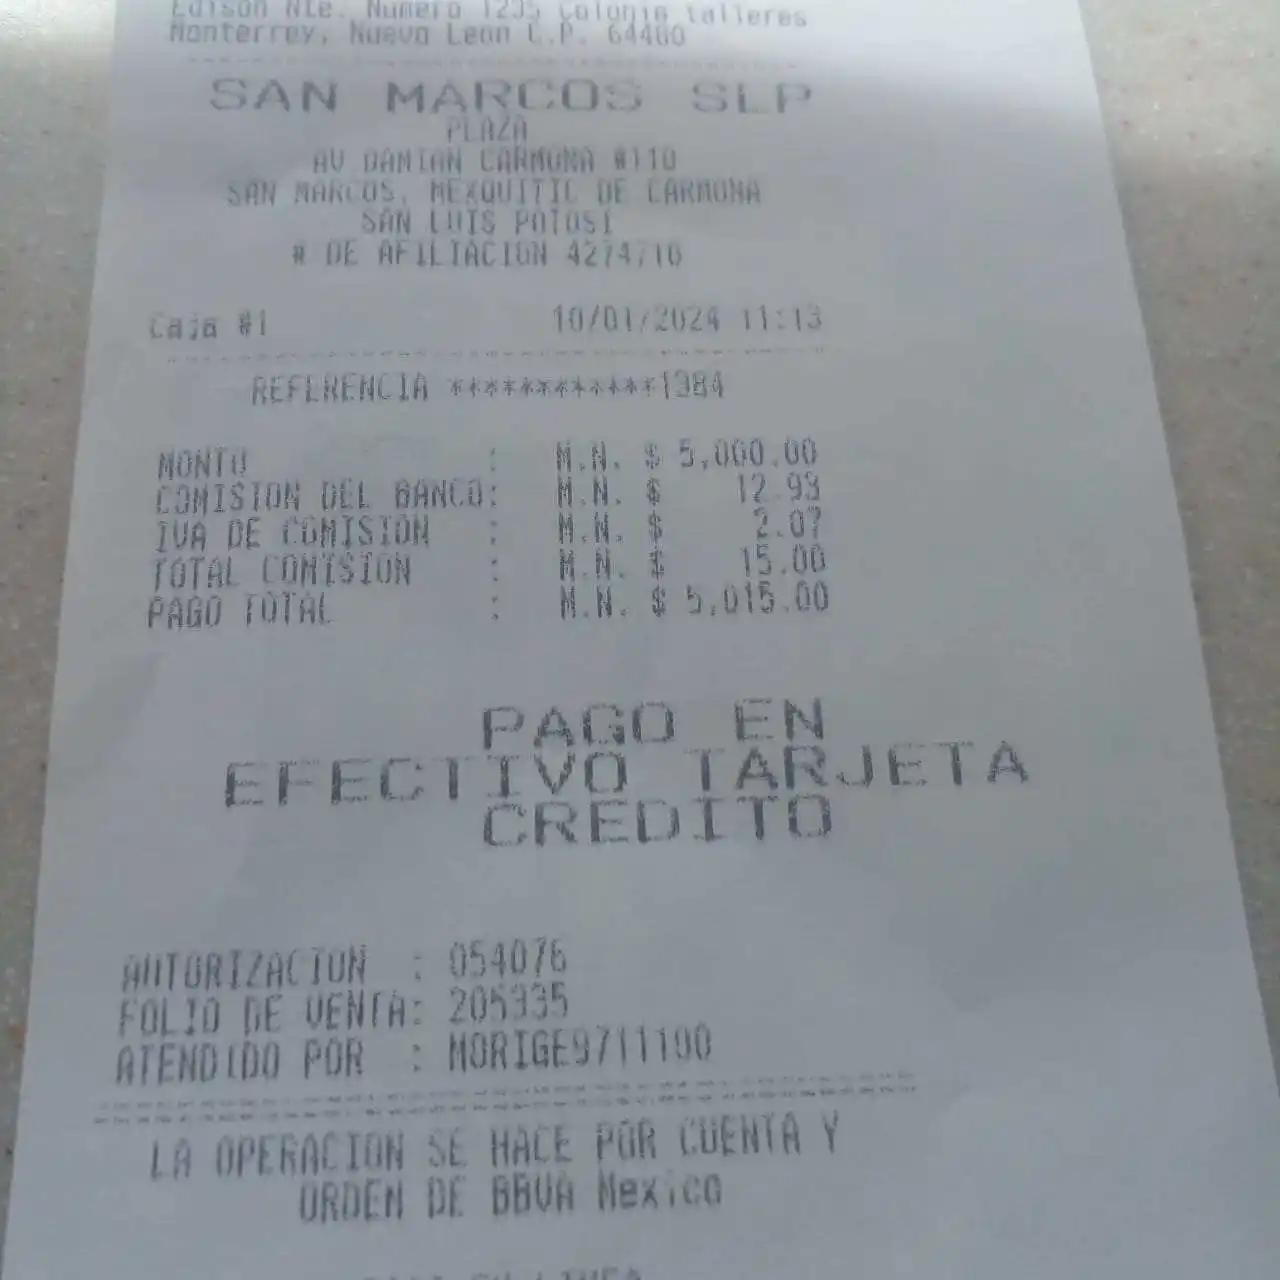 Edison Nte. Numero 1235 Colonia talleres
Monterrey, Nuevo Leon C.P. 64480
SAN MARCOS SLP
PLAZA
AV DAMIAN CARMONA #110
SAN MARCOS, MEXQUITIC DE CARMONA
SAN LUIS POTOSI
# DE AFILIACION 4274716
Caja #1 10/01/2024 11:13
REFERENCIA ************1384
MONTO : M.N. $ 5,000.00
COMISION DEL BANCO: M.N. $ 12.93
IVA DE COMISION : M.N. $ 2.07
TOTAL COMISION : M.N. $ 15.00
PAGO TOTAL : M.N. $ 5,015.00
PAGO EN
EFECTIVO TARJETA
CREDITO
AUTORIZACION : 054076
FOLIO DE VENTA: 205335
ATENDIDO POR : MORIGE9711100
LA OPERACION SE HACE POR CUENTA Y
ORDEN DE BBVA Mexico